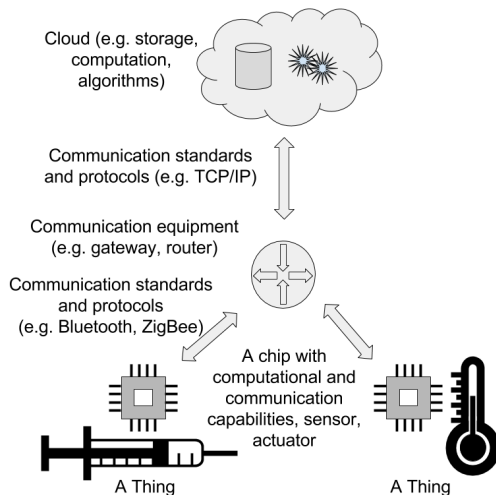 Cloud (e.g. storage,
computation,
algorithms)
Communication standards
and protocols (e.g. TCP/IP)
Communication equipment
(e.g. gateway, router)
Communication standards
and protocols
(e.g. Bluetooth, ZigBee)
A chip with
computational and
communication
capabilities, sensor,
actuator
A Thing
A Thing